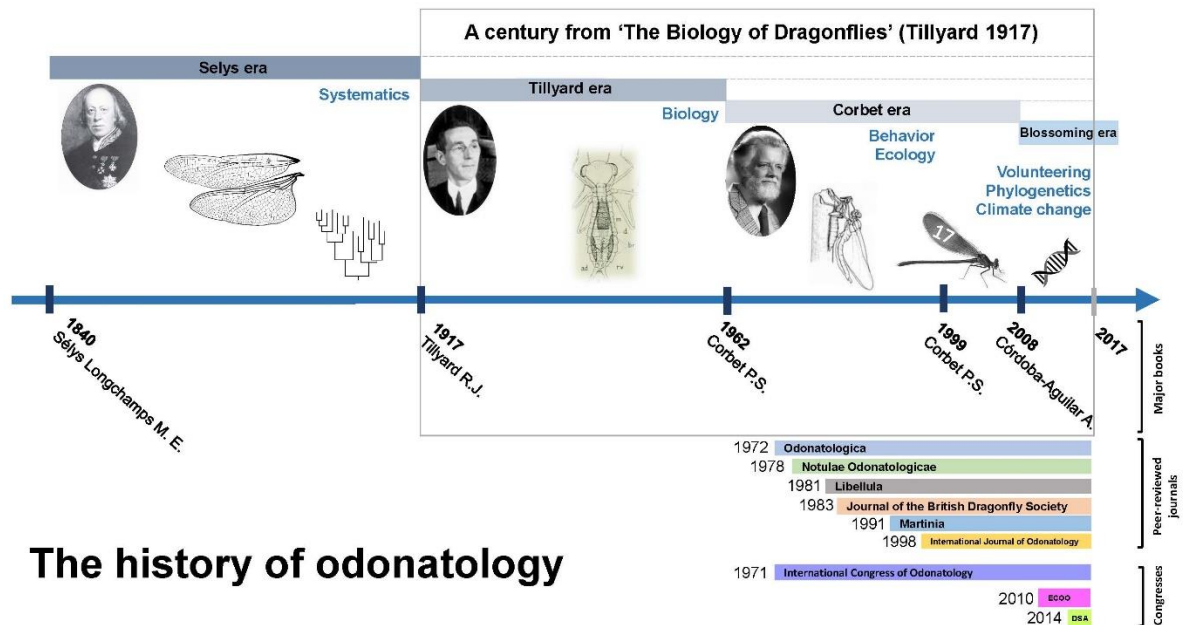 A century from ‘The Biology of Dragonflies’ (Tillyard 1917)
Selys era
Systematics
Tillyard era
Biology
Corbet era
Behavior
Ecology
Blossoming era
Volunteering
Phylogenetics
Climate change
17
1840
Sélys Longchamps M. E.
1917
Tillyard R.J.
1962
Corbet P.S.
1999
Corbet P.S.
2008
Córdoba-Aguilar A.
2017
Major books
1972 Odonatologica
1978 Notulae Odonatologicae
1981 Libellula
1983 Journal of the British Dragonfly Society
1991 Martinia
1998 International Journal of Odonatology
Peer-reviewed
journals
The history of odonatology
1971 International Congress of Odonatology
2010 ECOO
2014 DSA
Congresses